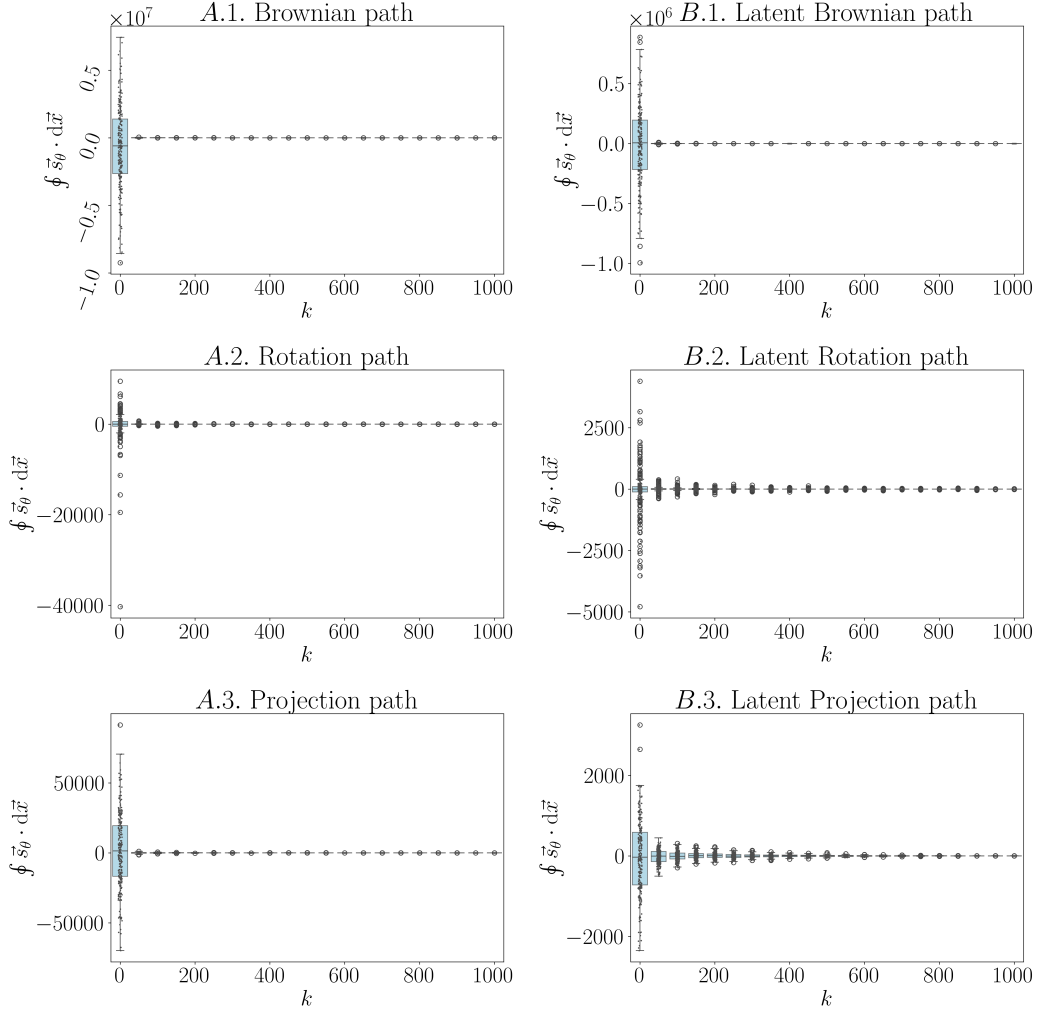 A.1. Brownian path
×10⁷
0.5
0.0
−0.5
−1.0
∮ s⃗_θ · dx⃗
0 200 400 600 800 1000
k
B.1. Latent Brownian path
×10⁶
0.5
0.0
−0.5
−1.0
∮ s⃗_θ · dx⃗
0 200 400 600 800 1000
k
A.2. Rotation path
0
−20000
−40000
∮ s⃗_θ · dx⃗
0 200 400 600 800 1000
k
B.2. Latent Rotation path
2500
0
−2500
−5000
∮ s⃗_θ · dx⃗
0 200 400 600 800 1000
k
A.3. Projection path
50000
0
−50000
∮ s⃗_θ · dx⃗
0 200 400 600 800 1000
k
B.3. Latent Projection path
2000
0
−2000
∮ s⃗_θ · dx⃗
0 200 400 600 800 1000
k